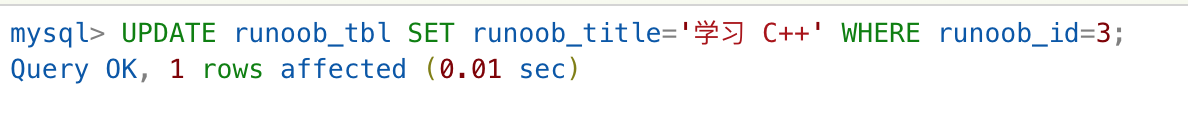 mysql> UPDATE runoob_tbl SET runoob_title='学习 C++' WHERE runoob_id=3;
Query OK, 1 rows affected (0.01 sec)